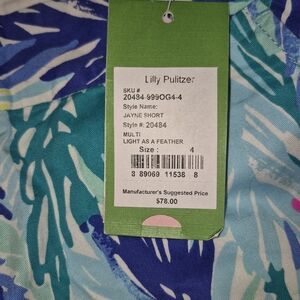 Lilly Pulitzer
SKU #
20484-999OG4-4
Style Name:
JAYNE SHORT
Style #: 20484
MULTI
LIGHT AS A FEATHER
Size : 4
3 89069 11538 8
Manufacturer's Suggested Price
$78.00